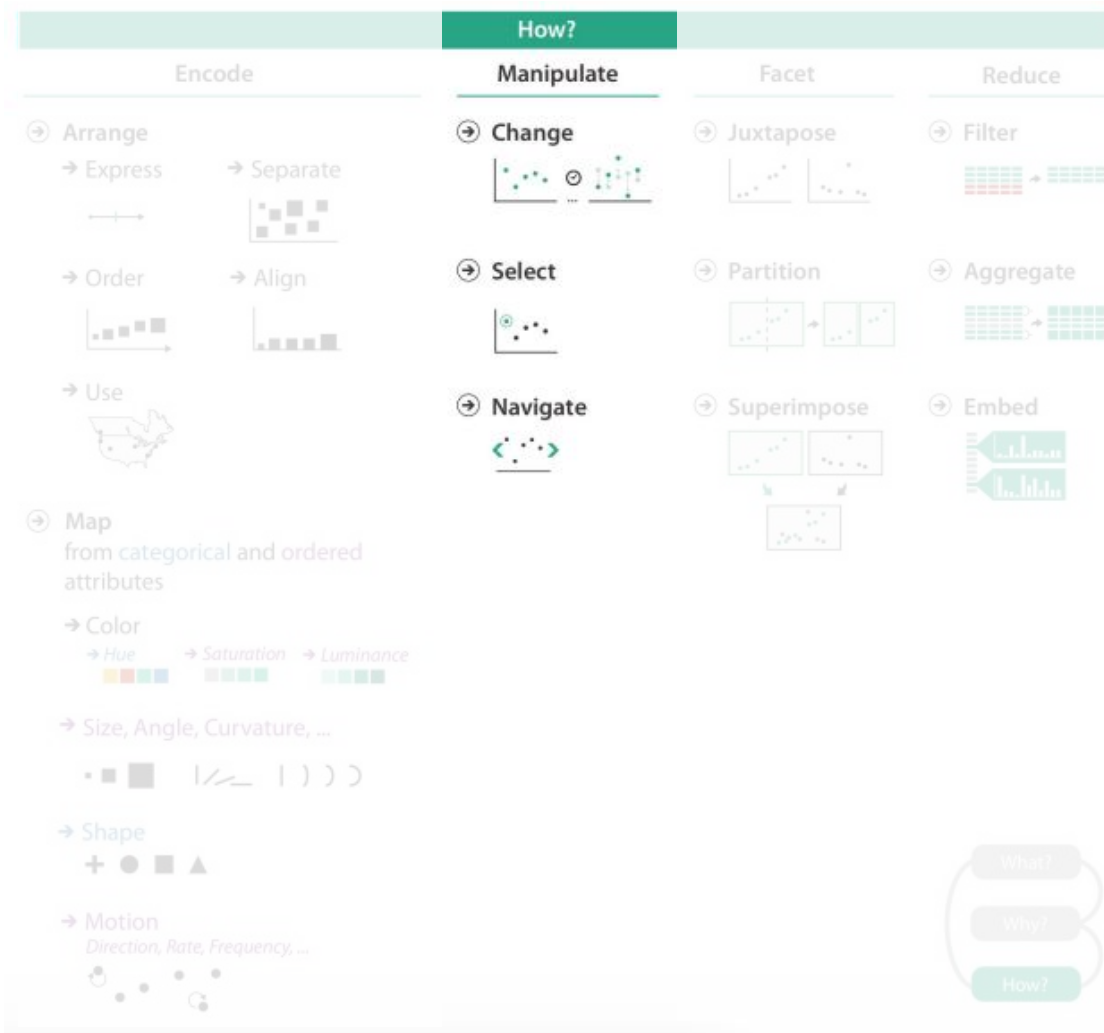 How?
Encode
Manipulate
Facet
Reduce
Arrange
Express
Separate
Order
Align
Use
Map
from categorical and ordered
attributes
Color
Hue
Saturation
Luminance
Size, Angle, Curvature, ...
Shape
Motion
Direction, Rate, Frequency, ...
Change
...
Select
Navigate
Juxtapose
Partition
Superimpose
Filter
Aggregate
Embed
What?
Why?
How?